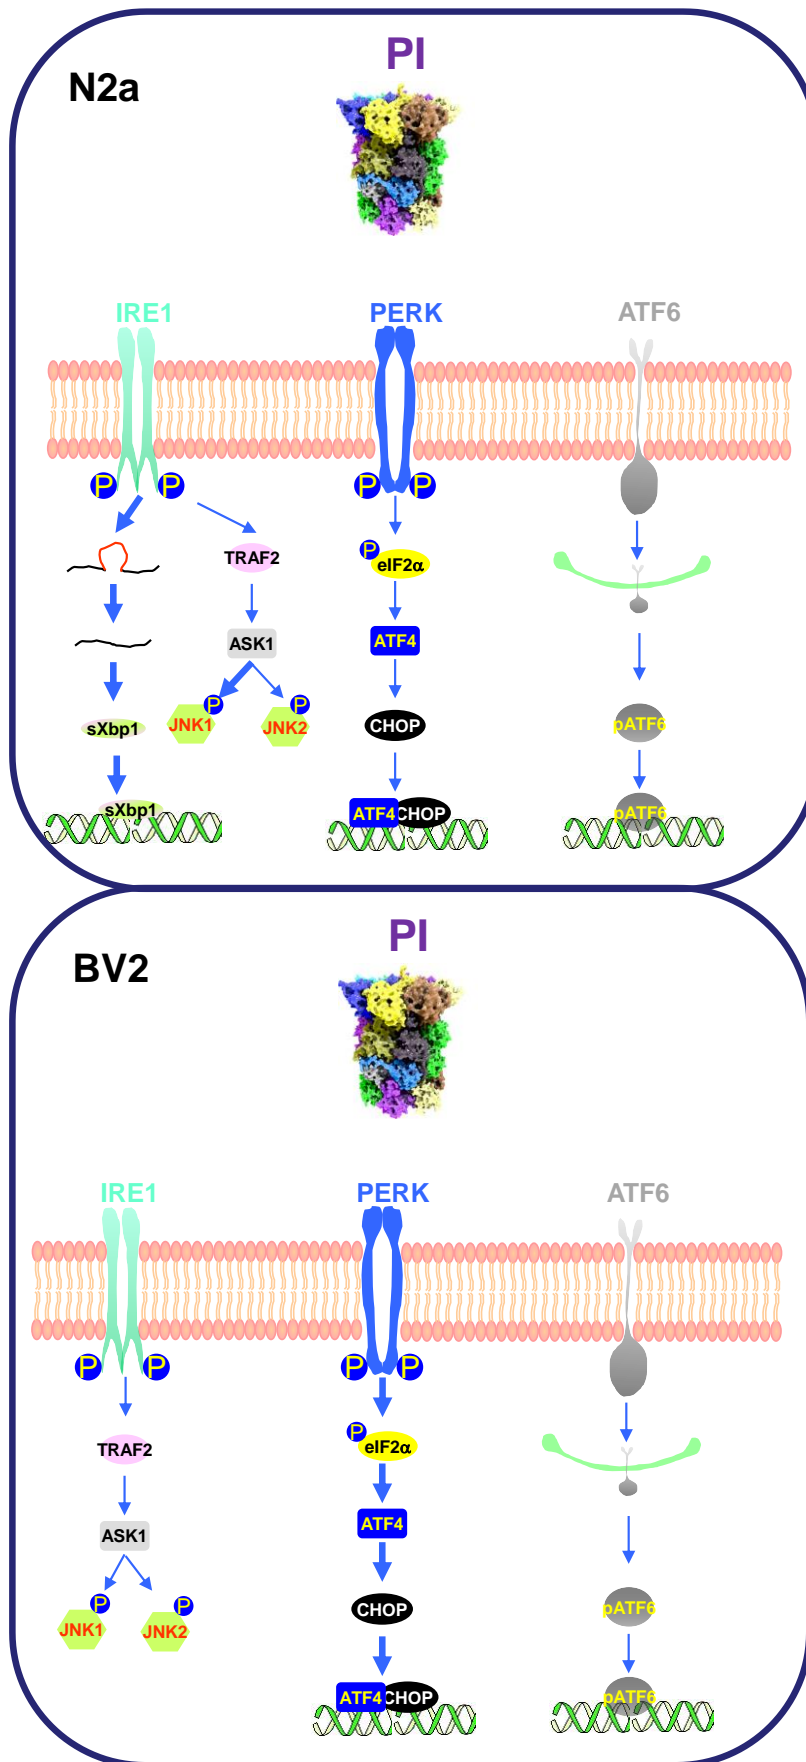 PI
N2a
IRE1 PERK ATF6
P P P P
P
TRAF2 eIF2α
ASK1 ATF4
P P
sXbp1 JNK1 JNK2 CHOP pATF6
sXbp1 ATF4 CHOP pATF6
PI
BV2
IRE1 PERK ATF6
P P P P
P
TRAF2 eIF2α
ASK1 ATF4
P P
JNK1 JNK2 CHOP pATF6
ATF4 CHOP pATF6